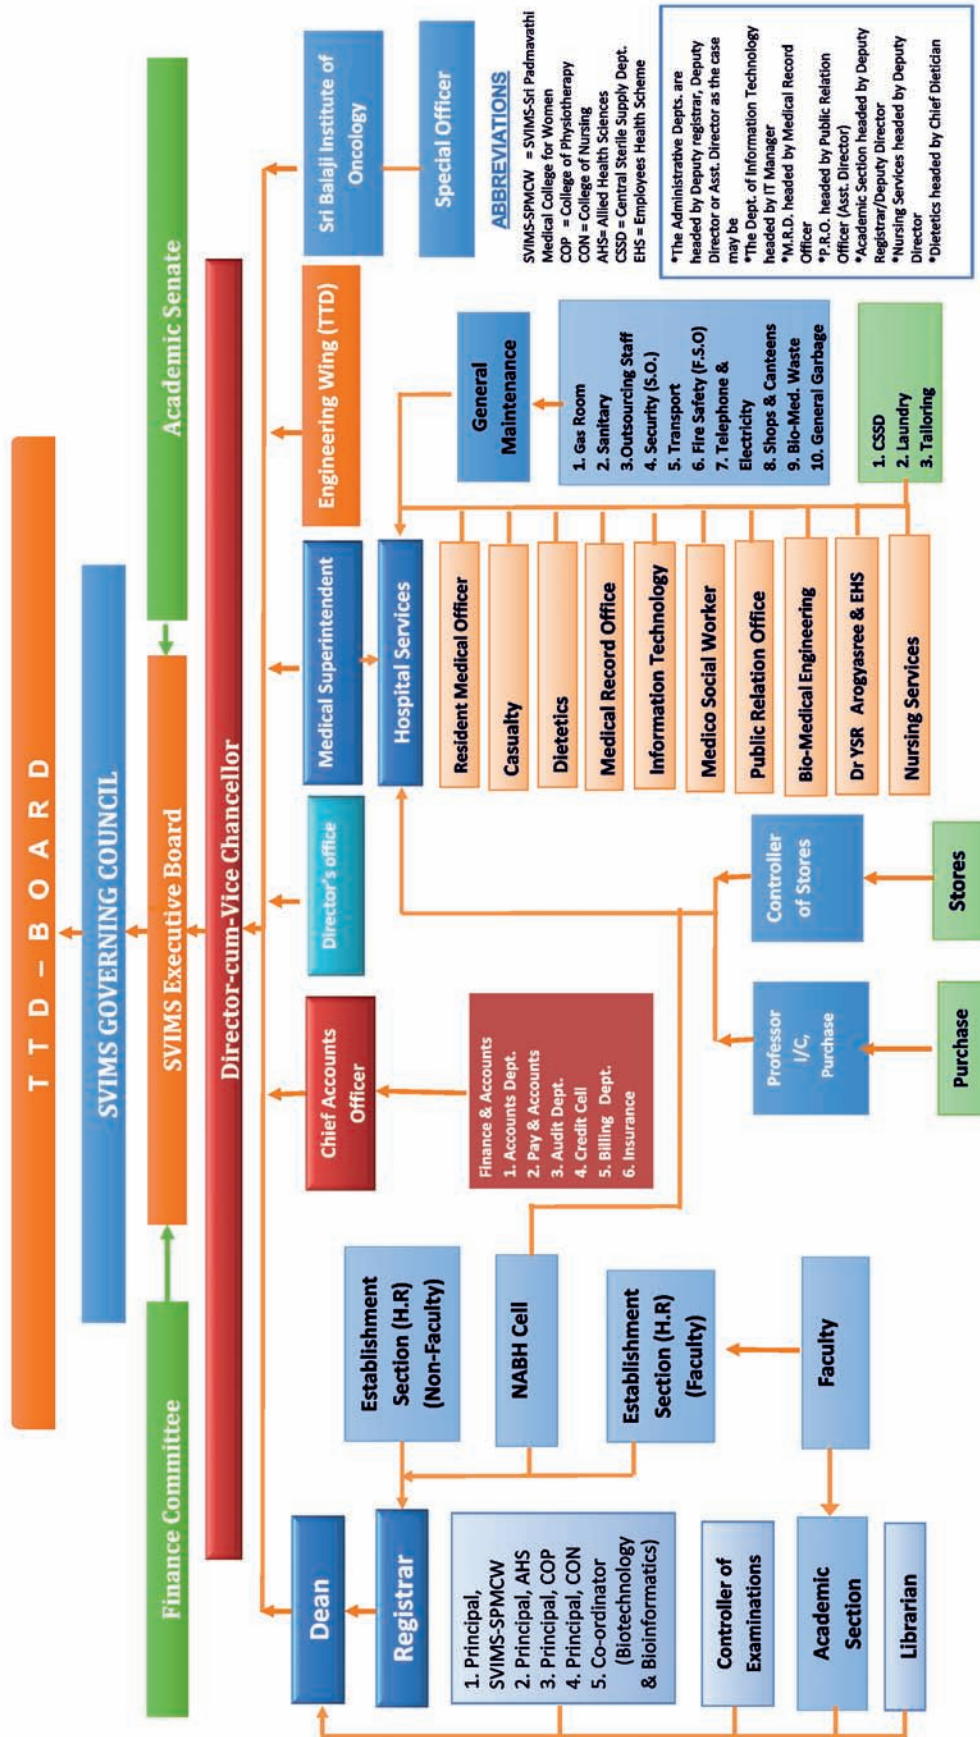 T T D – B O A R D
SVIMS GOVERNING COUNCIL
Finance Committee
SVIMS Executive Board
Academic Senate
Director-cum-Vice Chancellor
Dean
Chief Accounts
Officer
Director's office
Medical Superintendent
Engineering Wing (TTD)
Sri Balaji Institute of
Oncology
Registrar
Establishment
Section (H.R)
(Non-Faculty)
Hospital Services
Special Officer
1. Principal,
SVIMS-SPMCW
2. Principal, AHS
3. Principal, COP
4. Principal, CON
5. Co-ordinator
(Biotechnology
& Bioinformatics)
NABH Cell
Finance & Accounts
1. Accounts Dept.
2. Pay & Accounts
3. Audit Dept.
4. Credit Cell
5. Billing Dept.
6. Insurance
Resident Medical Officer
Casualty
Dietetics
Medical Record Office
Information Technology
Medico Social Worker
Public Relation Office
Bio-Medical Engineering
Dr YSR Arogyasree & EHS
Nursing Services
General
Maintenance
1. Gas Room
2. Sanitary
3.Outsourcing Staff
4. Security (S.O.)
5. Transport
6. Fire Safety (F.S.O)
7. Telephone &
Electricity
8. Shops & Canteens
9. Bio-Med. Waste
10. General Garbage
1. CSSD
2. Laundry
3. Tailoring
ABBREVIATIONS
SVIMS-SPMCW = SVIMS-Sri Padmavathi
Medical College for Women
COP = College of Physiotherapy
CON = College of Nursing
AHS= Allied Health Sciences
CSSD = Central Sterile Supply Dept.
EHS = Employees Health Scheme
*The Administrative Depts. are
headed by Deputy registrar, Deputy
Director or Asst. Director as the case
may be
*The Dept. of Information Technology
headed by IT Manager
*M.R.D. headed by Medical Record
Officer
*P.R.O. headed by Public Relation
Officer (Asst. Director)
*Academic Section headed by Deputy
Registrar/Deputy Director
*Nursing Services headed by Deputy
Director
*Dietetics headed by Chief Dietician
Establishment
Section (H.R)
(Faculty)
Controller of
Examinations
Academic
Section
Librarian
Faculty
Professor
I/C,
Purchase
Controller
of Stores
Purchase
Stores